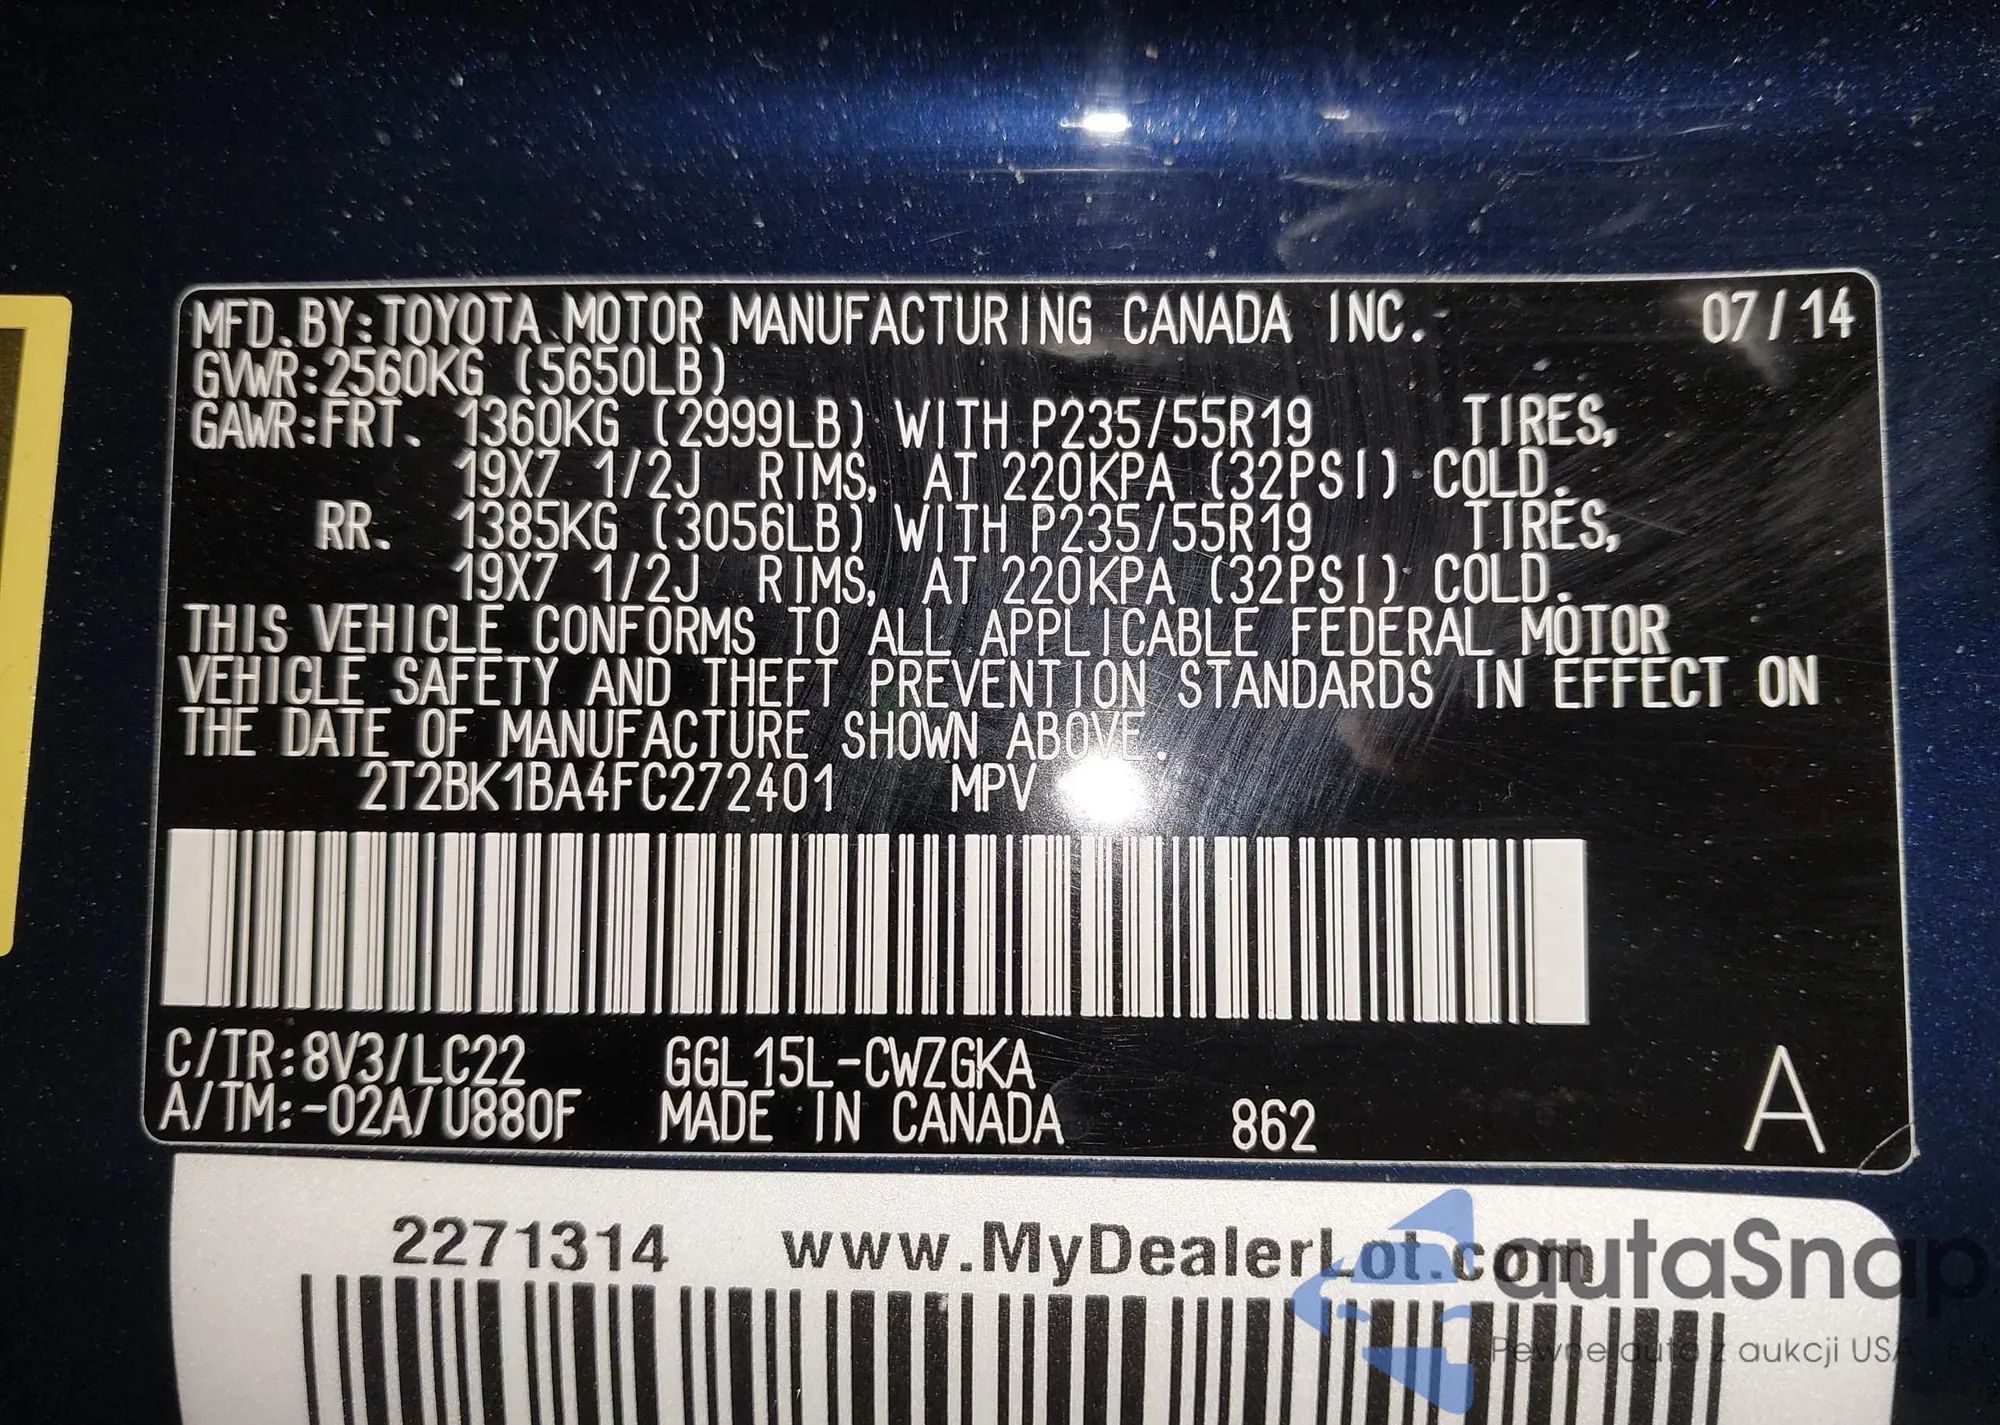 MFD. BY:TOYOTA MOTOR MANUFACTURING CANADA INC. 07/14
GVWR:2560KG (5650LB)
GAWR:FRT. 1360KG (2999LB) WITH P235/55R19 TIRES,
19X7 1/2J RIMS, AT 220KPA (32PSI) COLD.
RR. 1385KG (3056LB) WITH P235/55R19 TIRES,
19X7 1/2J RIMS, AT 220KPA (32PSI) COLD.
THIS VEHICLE CONFORMS TO ALL APPLICABLE FEDERAL MOTOR
VEHICLE SAFETY AND THEFT PREVENTION STANDARDS IN EFFECT ON
THE DATE OF MANUFACTURE SHOWN ABOVE.
2T2BK1BA4FC272401 MPV
C/TR:8V3/LC22 GGL15L-CWZGKA A
A/TM:-02A/U880F MADE IN CANADA 862
2271314 www.MyDealerLot.com
autaSnap
Pewne auto z aukcji USA